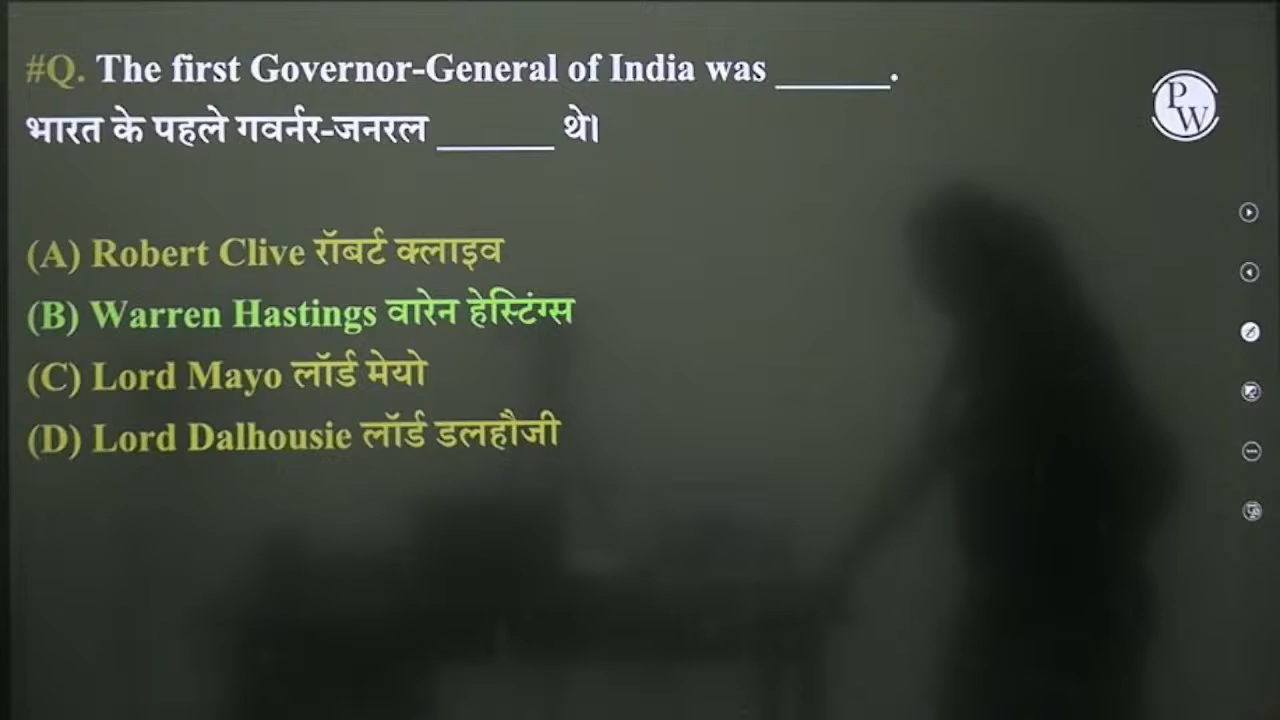 #Q. The first Governor-General of India was ______.
भारत के पहले गवर्नर-जनरल ______ थे।
PW
(A) Robert Clive रॉबर्ट क्लाइव
(B) Warren Hastings वारेन हेस्टिंग्स
(C) Lord Mayo लॉर्ड मेयो
(D) Lord Dalhousie लॉर्ड डलहौजी